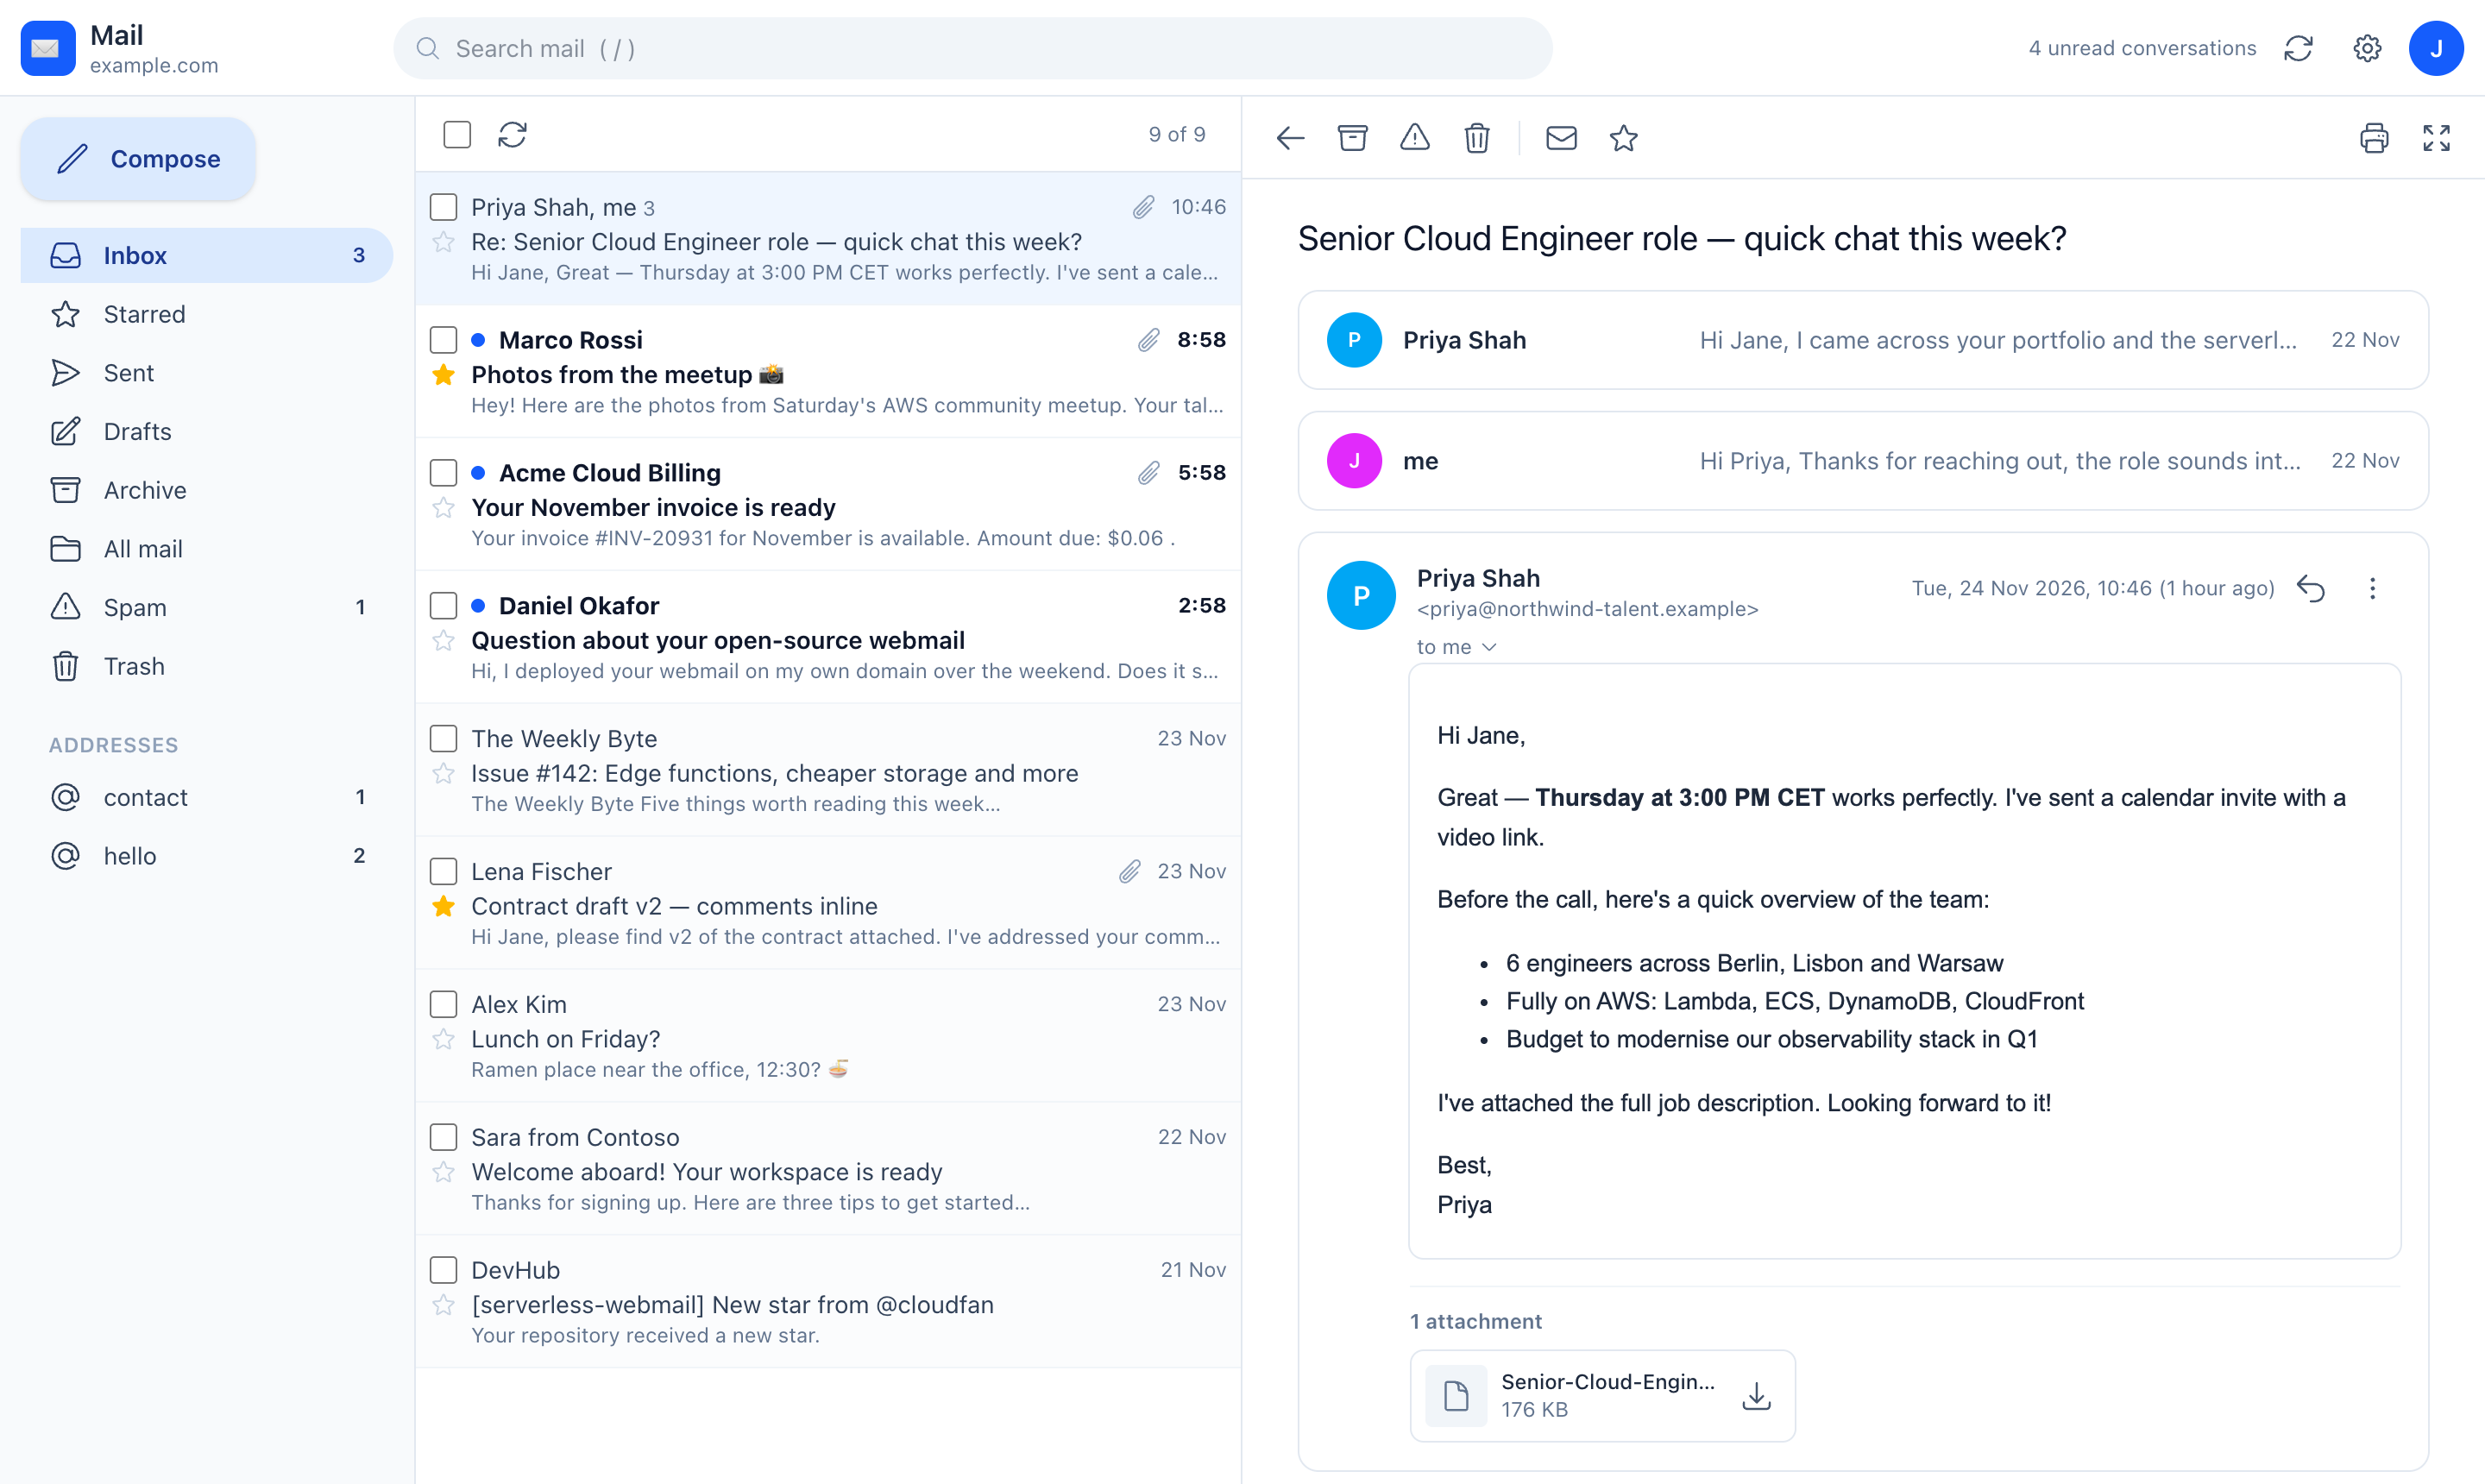 Mail
example.com
Search mail ( / )
4 unread conversations
J
Compose
Inbox 3
Starred
Sent
Drafts
Archive
All mail
Spam 1
Trash
ADDRESSES
contact 1
hello 2
9 of 9
Priya Shah, me 3 10:46
Re: Senior Cloud Engineer role — quick chat this week?
Hi Jane, Great — Thursday at 3:00 PM CET works perfectly. I've sent a cale...
Marco Rossi 8:58
Photos from the meetup 📸
Hey! Here are the photos from Saturday's AWS community meetup. Your tal...
Acme Cloud Billing 5:58
Your November invoice is ready
Your invoice #INV-20931 for November is available. Amount due: $0.06 .
Daniel Okafor 2:58
Question about your open-source webmail
Hi, I deployed your webmail on my own domain over the weekend. Does it s...
The Weekly Byte 23 Nov
Issue #142: Edge functions, cheaper storage and more
The Weekly Byte Five things worth reading this week...
Lena Fischer 23 Nov
Contract draft v2 — comments inline
Hi Jane, please find v2 of the contract attached. I've addressed your comm...
Alex Kim 23 Nov
Lunch on Friday?
Ramen place near the office, 12:30? 🍜
Sara from Contoso 22 Nov
Welcome aboard! Your workspace is ready
Thanks for signing up. Here are three tips to get started...
DevHub 21 Nov
[serverless-webmail] New star from @cloudfan
Your repository received a new star.
Senior Cloud Engineer role — quick chat this week?
P Priya Shah Hi Jane, I came across your portfolio and the serverl... 22 Nov
J me Hi Priya, Thanks for reaching out, the role sounds int... 22 Nov
P Priya Shah Tue, 24 Nov 2026, 10:46 (1 hour ago)
<priya@northwind-talent.example>
to me
Hi Jane,
Great — Thursday at 3:00 PM CET works perfectly. I've sent a calendar invite with a
video link.
Before the call, here's a quick overview of the team:
• 6 engineers across Berlin, Lisbon and Warsaw
• Fully on AWS: Lambda, ECS, DynamoDB, CloudFront
• Budget to modernise our observability stack in Q1
I've attached the full job description. Looking forward to it!
Best,
Priya
1 attachment
Senior-Cloud-Engin...
176 KB